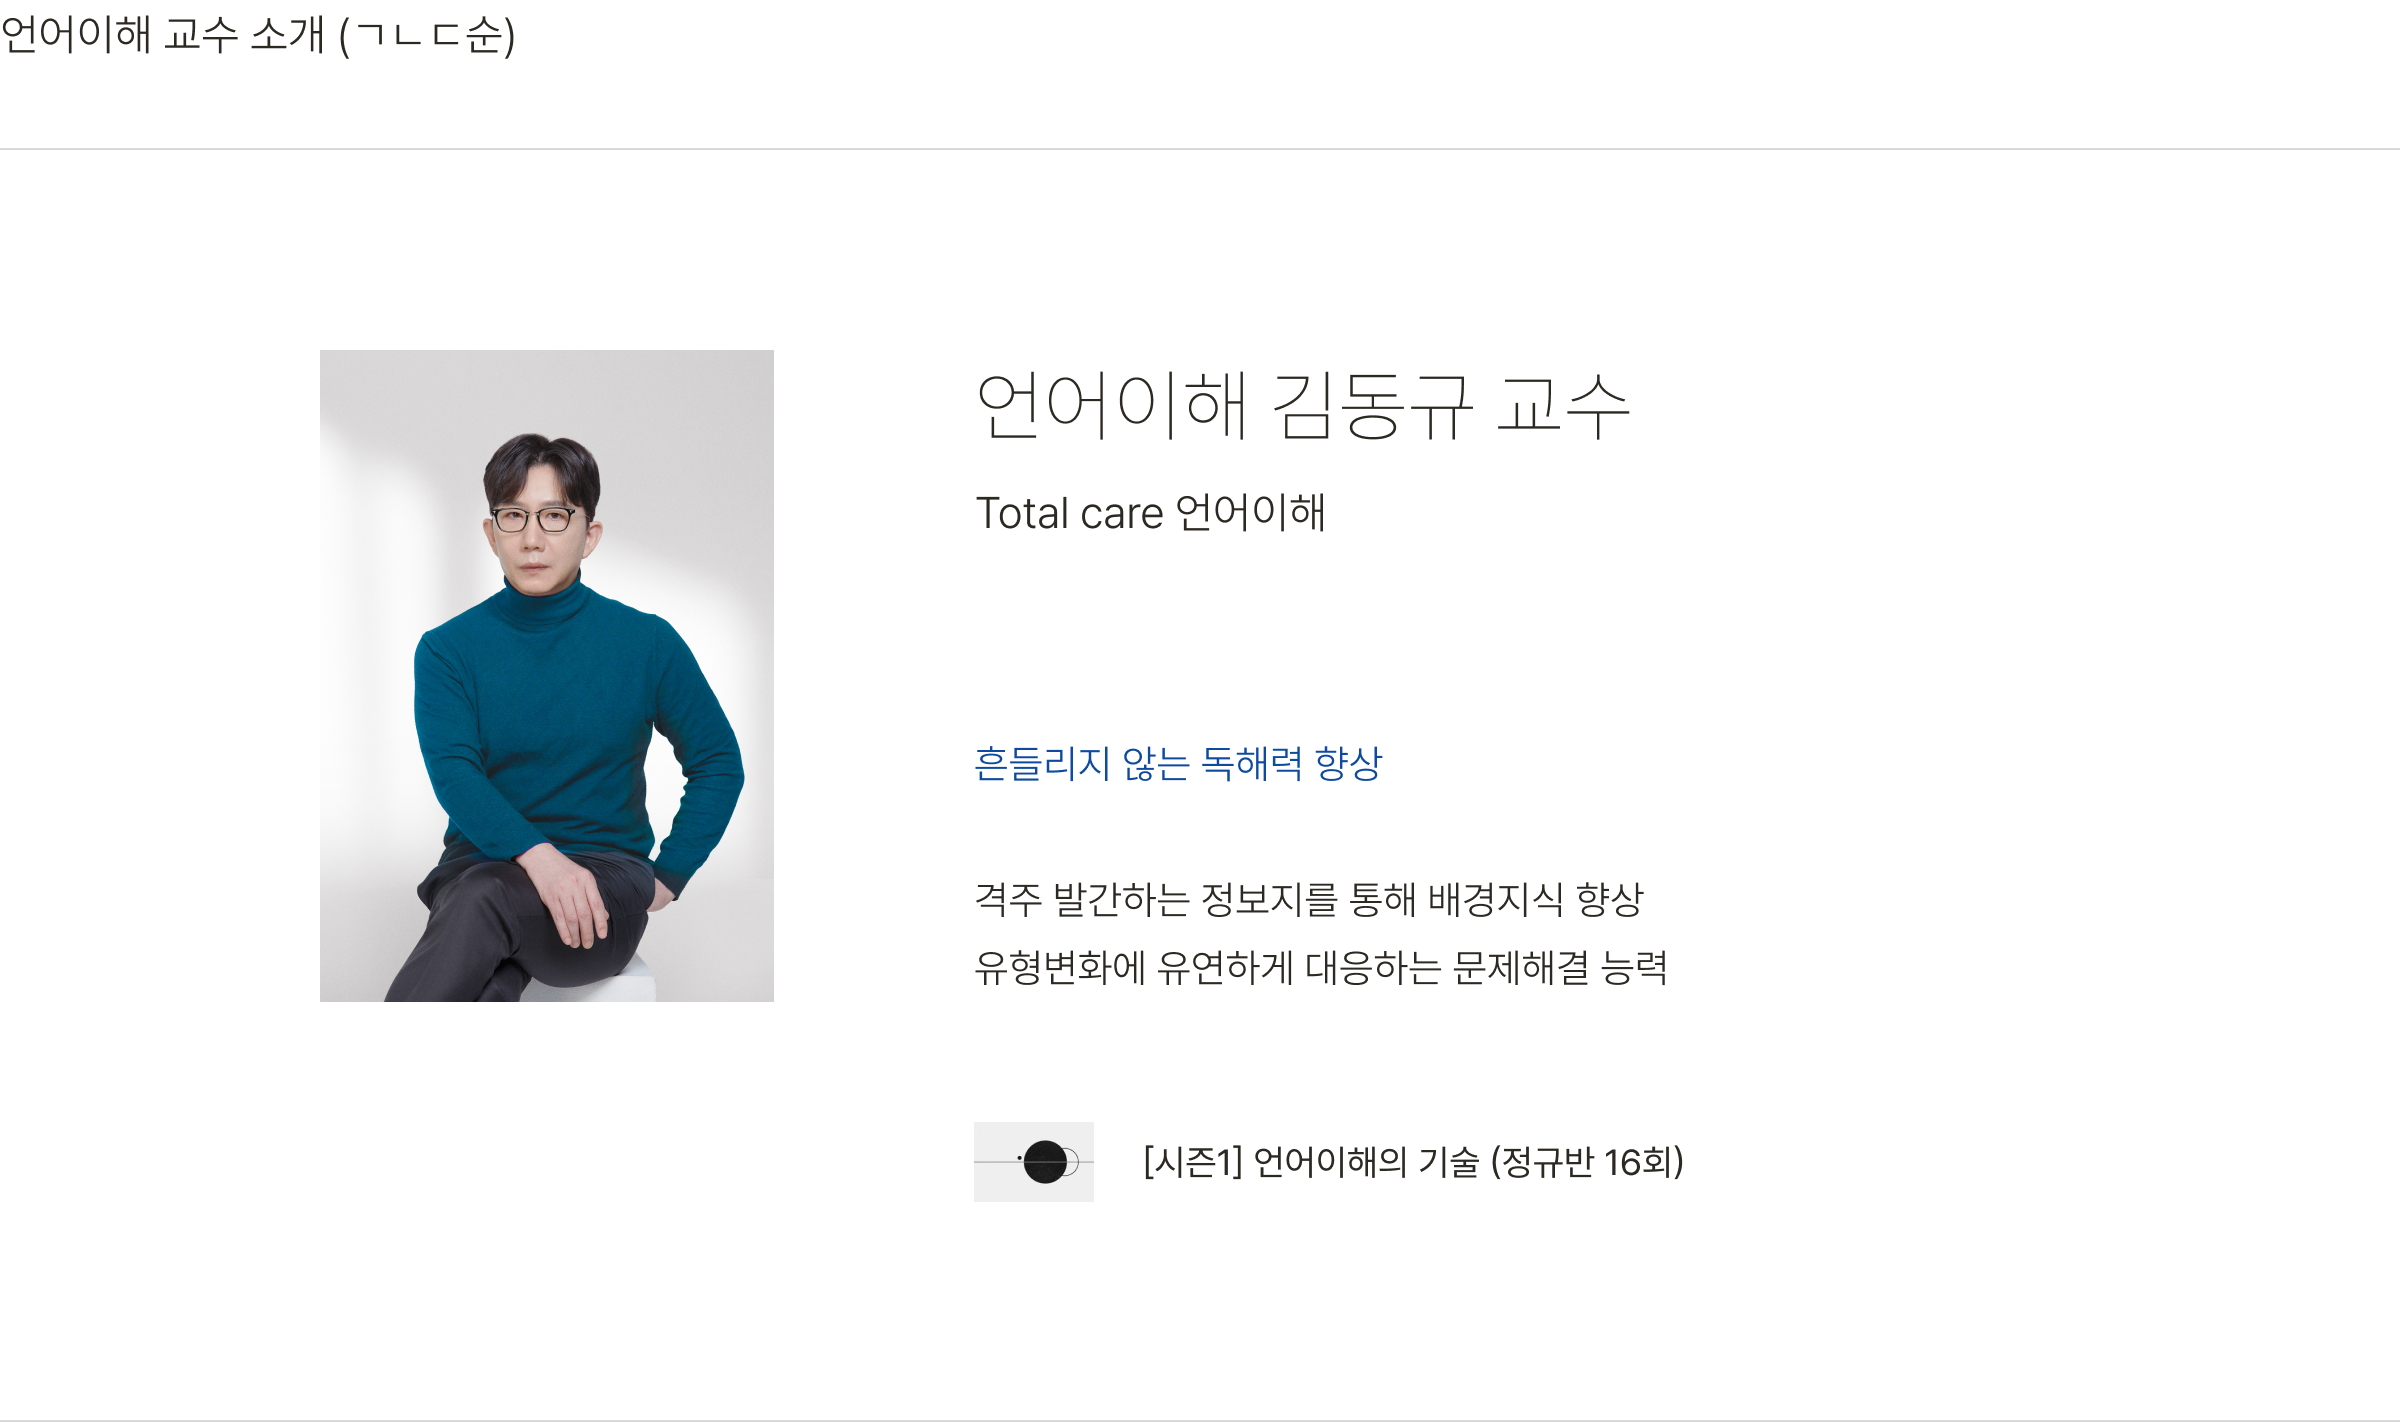 언어이해 교수 소개 (ㄱㄴㄷ순)
언어이해 김동규 교수
Total care 언어이해
흔들리지 않는 독해력 향상
격주 발간하는 정보지를 통해 배경지식 향상
유형변화에 유연하게 대응하는 문제해결 능력
[시즌1] 언어이해의 기술 (정규반 16회)